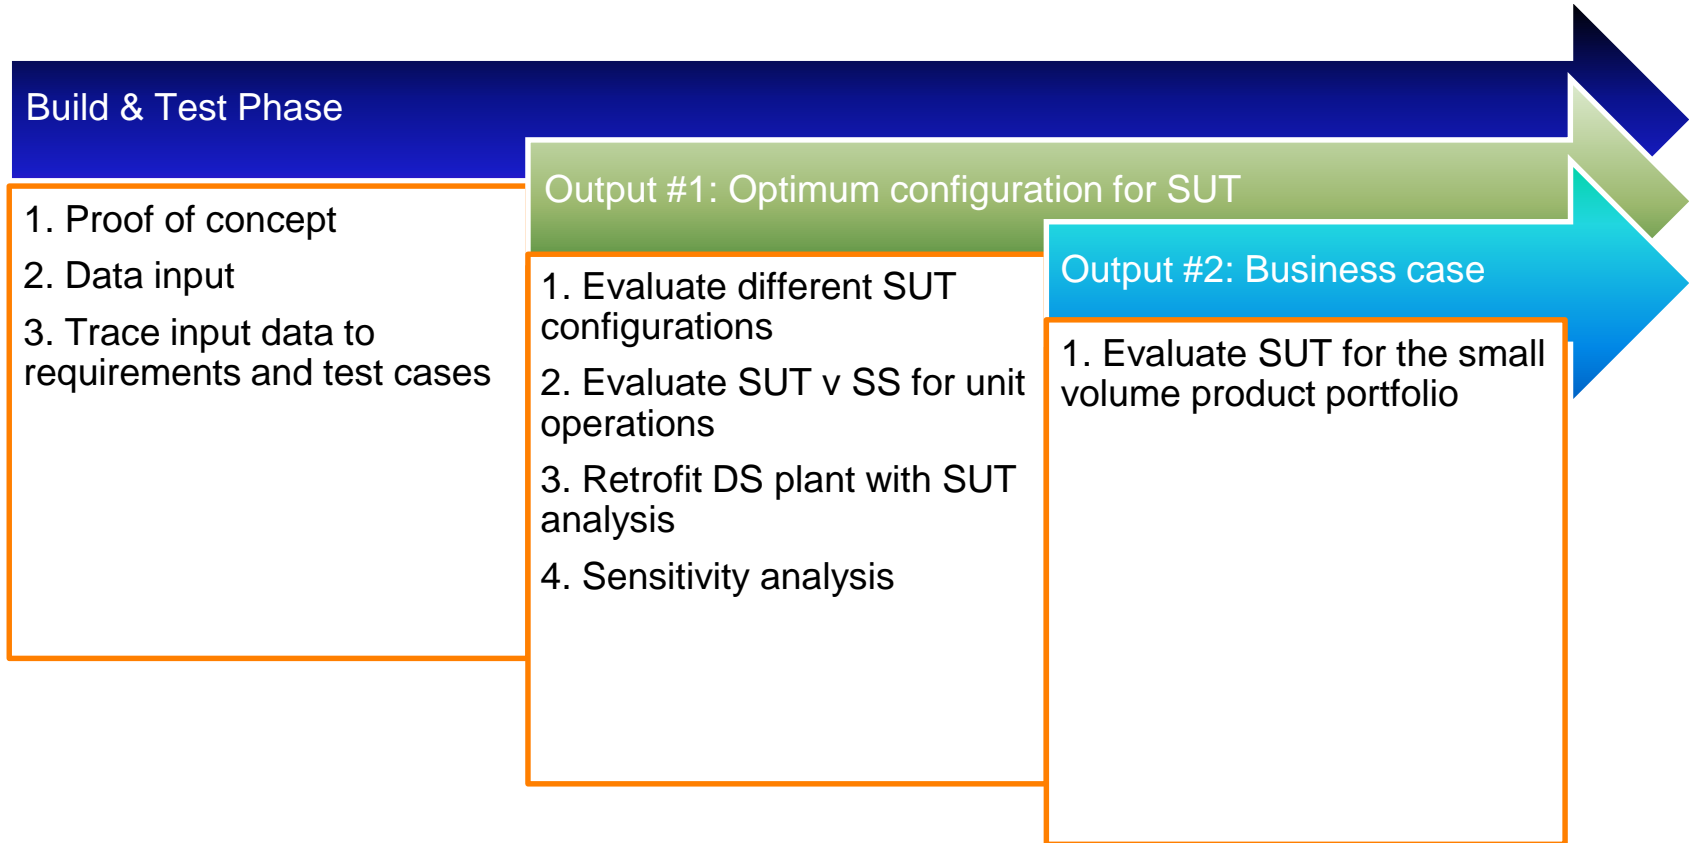 Build & Test Phase
1. Proof of concept
2. Data input
3. Trace input data to
requirements and test cases
Output #1: Optimum configuration for SUT
1. Evaluate different SUT
configurations
2. Evaluate SUT v SS for unit
operations
3. Retrofit DS plant with SUT
analysis
4. Sensitivity analysis
Output #2: Business case
1. Evaluate SUT for the small
volume product portfolio